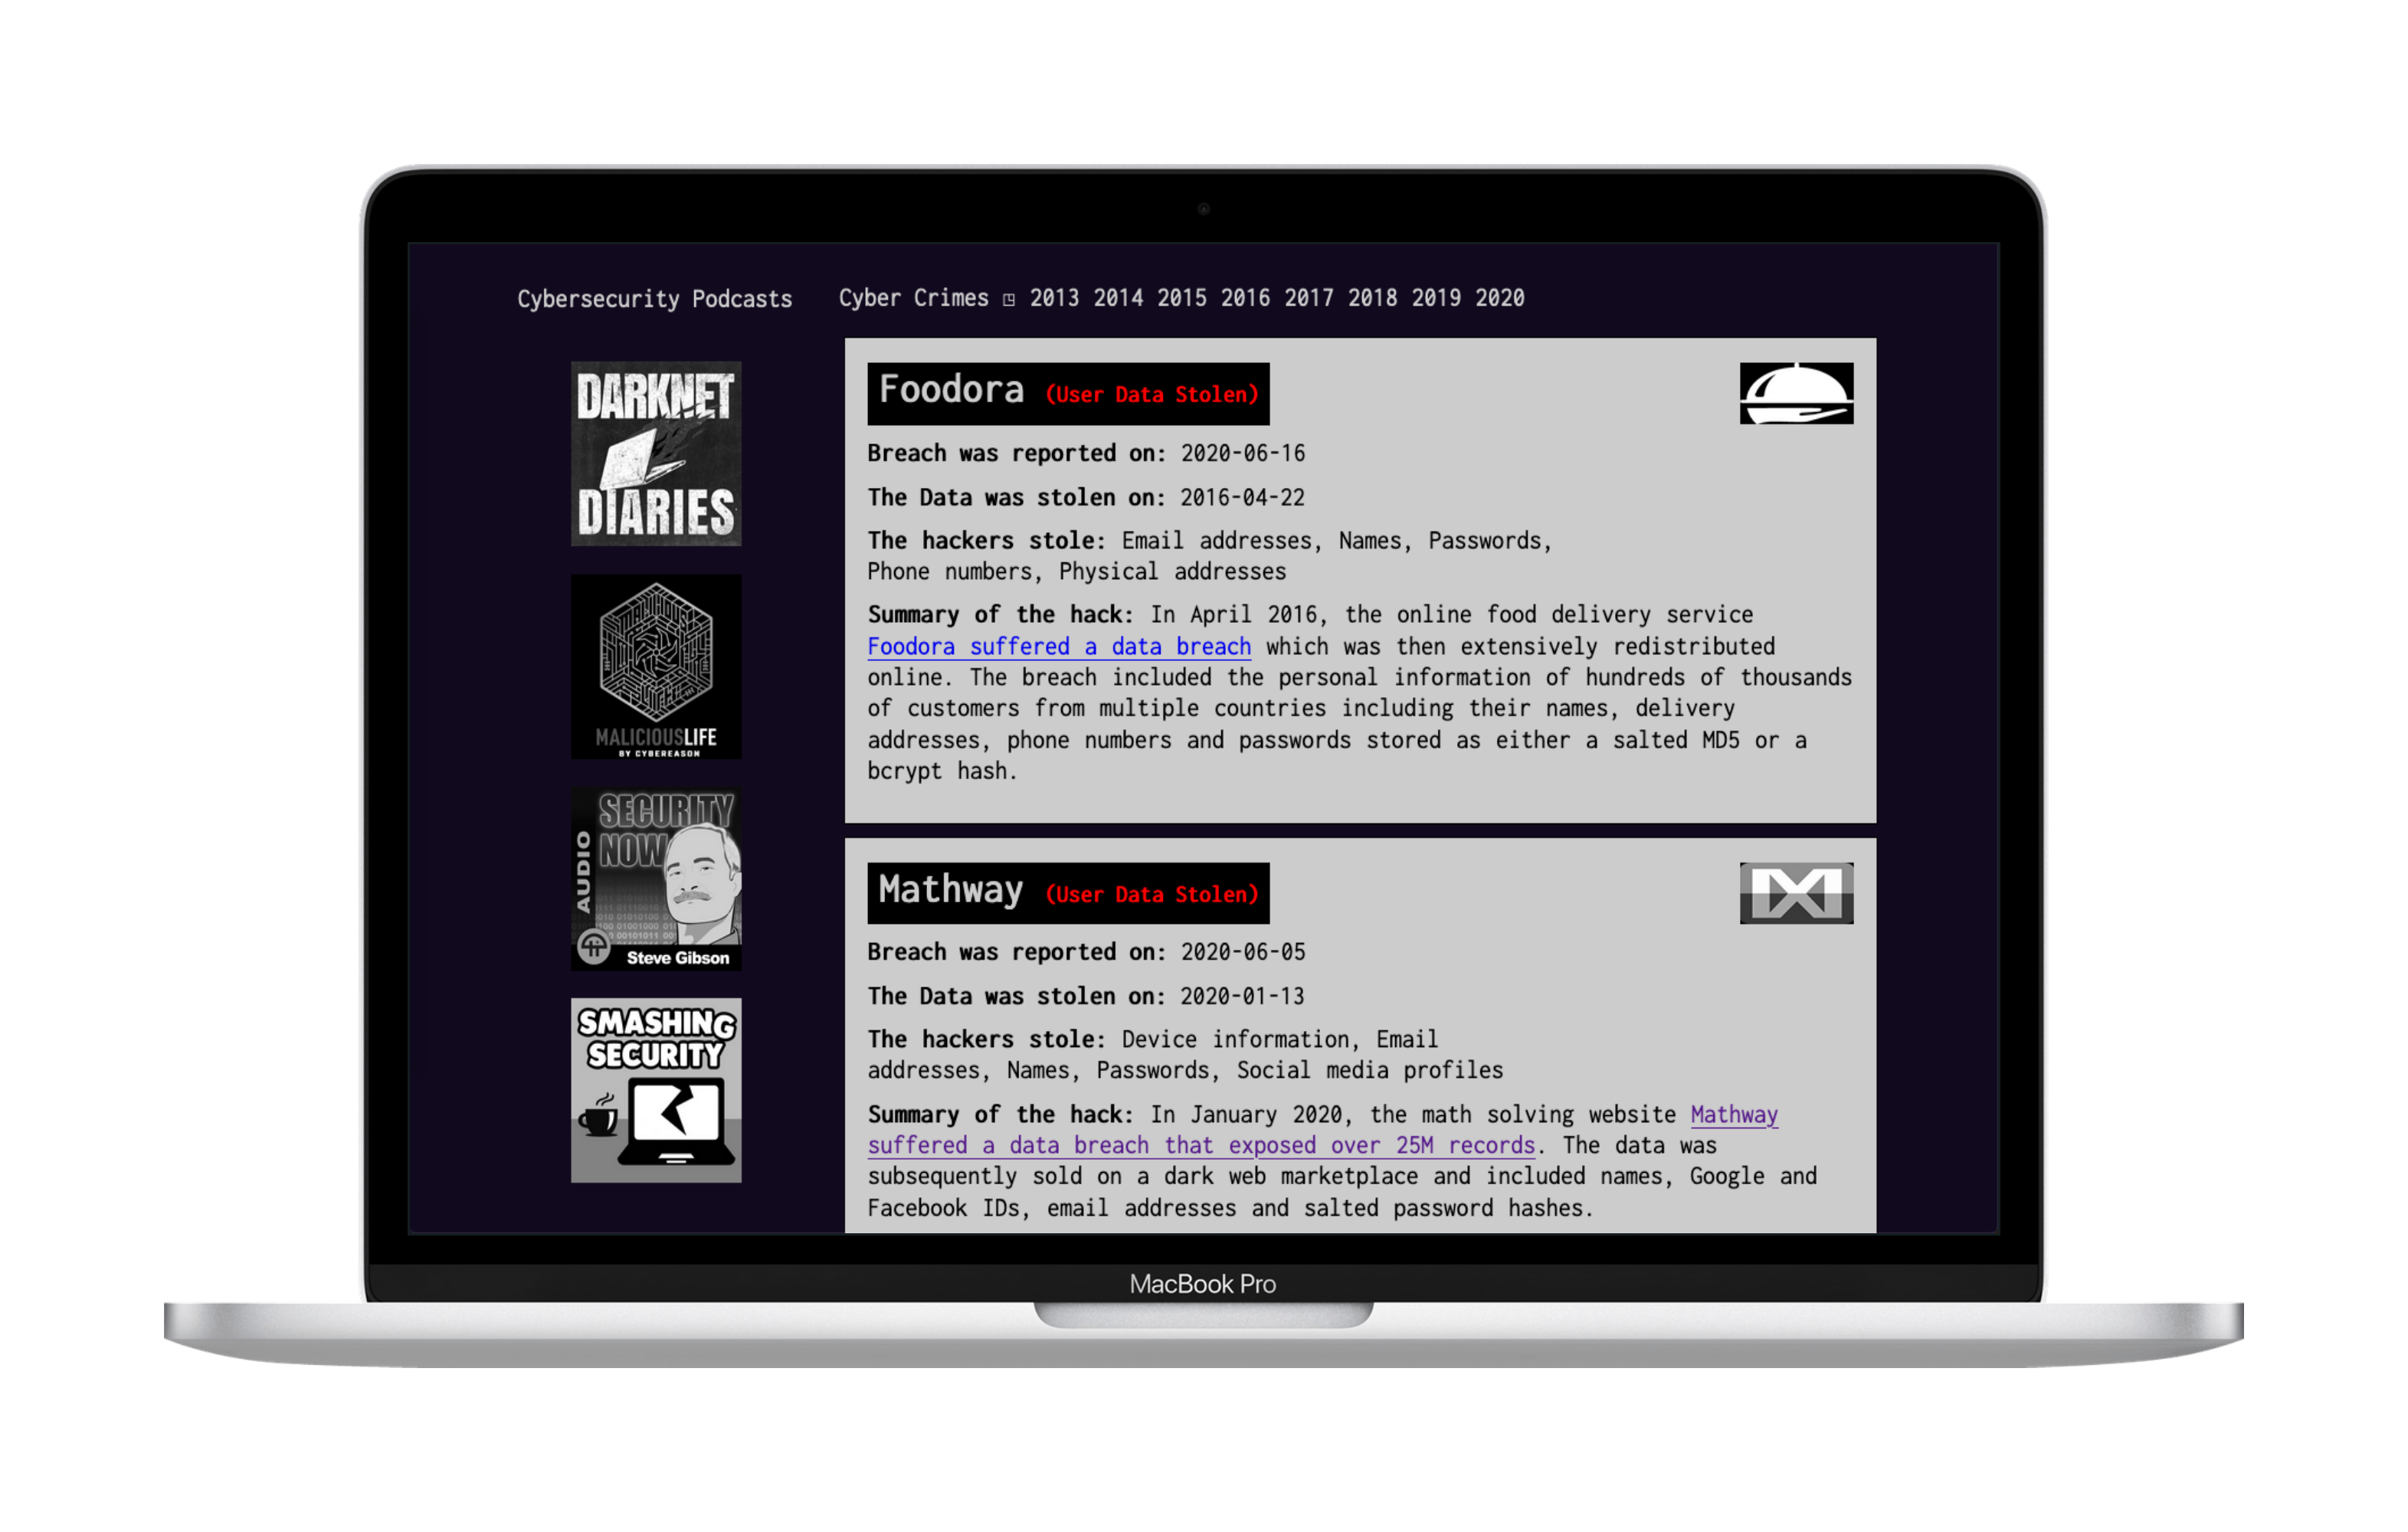 Cybersecurity Podcasts
Cyber Crimes ◳ 2013 2014 2015 2016 2017 2018 2019 2020
DARKNET
DIARIES
MALICIOUSLIFE
BY CYBEREASON
SECURITY
NOW
AUDIO
Steve Gibson
SMASHING
SECURITY
Foodora (User Data Stolen)
Breach was reported on: 2020-06-16
The Data was stolen on: 2016-04-22
The hackers stole: Email addresses, Names, Passwords,
Phone numbers, Physical addresses
Summary of the hack: In April 2016, the online food delivery service
Foodora suffered a data breach which was then extensively redistributed
online. The breach included the personal information of hundreds of thousands
of customers from multiple countries including their names, delivery
addresses, phone numbers and passwords stored as either a salted MD5 or a
bcrypt hash.
Mathway (User Data Stolen)
Breach was reported on: 2020-06-05
The Data was stolen on: 2020-01-13
The hackers stole: Device information, Email
addresses, Names, Passwords, Social media profiles
Summary of the hack: In January 2020, the math solving website Mathway
suffered a data breach that exposed over 25M records. The data was
subsequently sold on a dark web marketplace and included names, Google and
Facebook IDs, email addresses and salted password hashes.
MacBook Pro